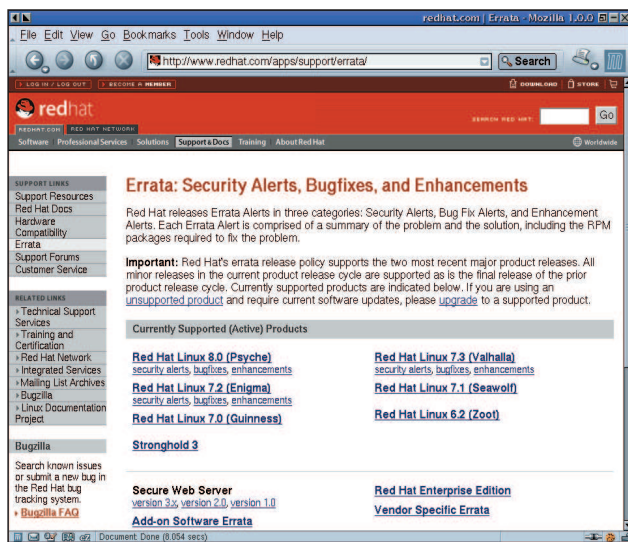 redhat.com | Errata - Mozilla 1.0.0
File Edit View Go Bookmarks Tools Window Help
http://www.redhat.com/apps/support/errata/
Search
LOG IN / LOG OUT BECOME A MEMBER
DOWNLOAD STORE
redhat
SEARCH RED HAT: Go
REDHAT.COM RED HAT NETWORK
Software Professional Services Solutions Support & Docs Training About Red Hat Worldwide
SUPPORT LINKS
Support Resources
Red Hat Docs
Hardware
Compatibility
Errata
Support Forums
Customer Service
RELATED LINKS
Technical Support
Services
Training and
Certification
Red Hat Network
Integrated Services
Mailing List Archives
Bugzilla
Linux Documentation
Project
Bugzilla
Search known issues
or submit a new bug in
the Red Hat bug
tracking system.
Bugzilla FAQ
Errata: Security Alerts, Bugfixes, and Enhancements
Red Hat releases Errata Alerts in three categories: Security Alerts, Bug Fix Alerts, and Enhancement
Alerts. Each Errata Alert is comprised of a summary of the problem and the solution, including the RPM
packages required to fix the problem.
Important: Red Hat's errata release policy supports the two most recent major product releases. All
minor releases in the current product release cycle are supported as is the final release of the prior
product release cycle. Currently supported products are indicated below. If you are using an
unsupported product and require current software updates, please upgrade to a supported product.
Currently Supported (Active) Products
Red Hat Linux 8.0 (Psyche)
security alerts, bugfixes, enhancements
Red Hat Linux 7.2 (Enigma)
security alerts, bugfixes, enhancements
Red Hat Linux 7.0 (Guinness)
Stronghold 3
Red Hat Linux 7.3 (Valhalla)
security alerts, bugfixes, enhancements
Red Hat Linux 7.1 (Seawolf)
Red Hat Linux 6.2 (Zoot)
Secure Web Server
version 3.x, version 2.0, version 1.0
Add-on Software Errata
Red Hat Enterprise Edition
Vendor Specific Errata
Document: Done (8.054 secs)